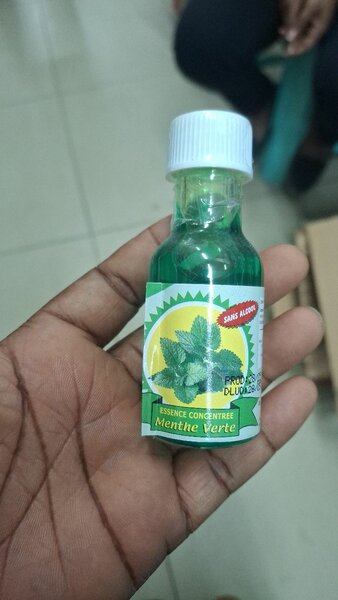 SANS ALCOOL
ESSENCE CONCENTREE
Menthe Verte